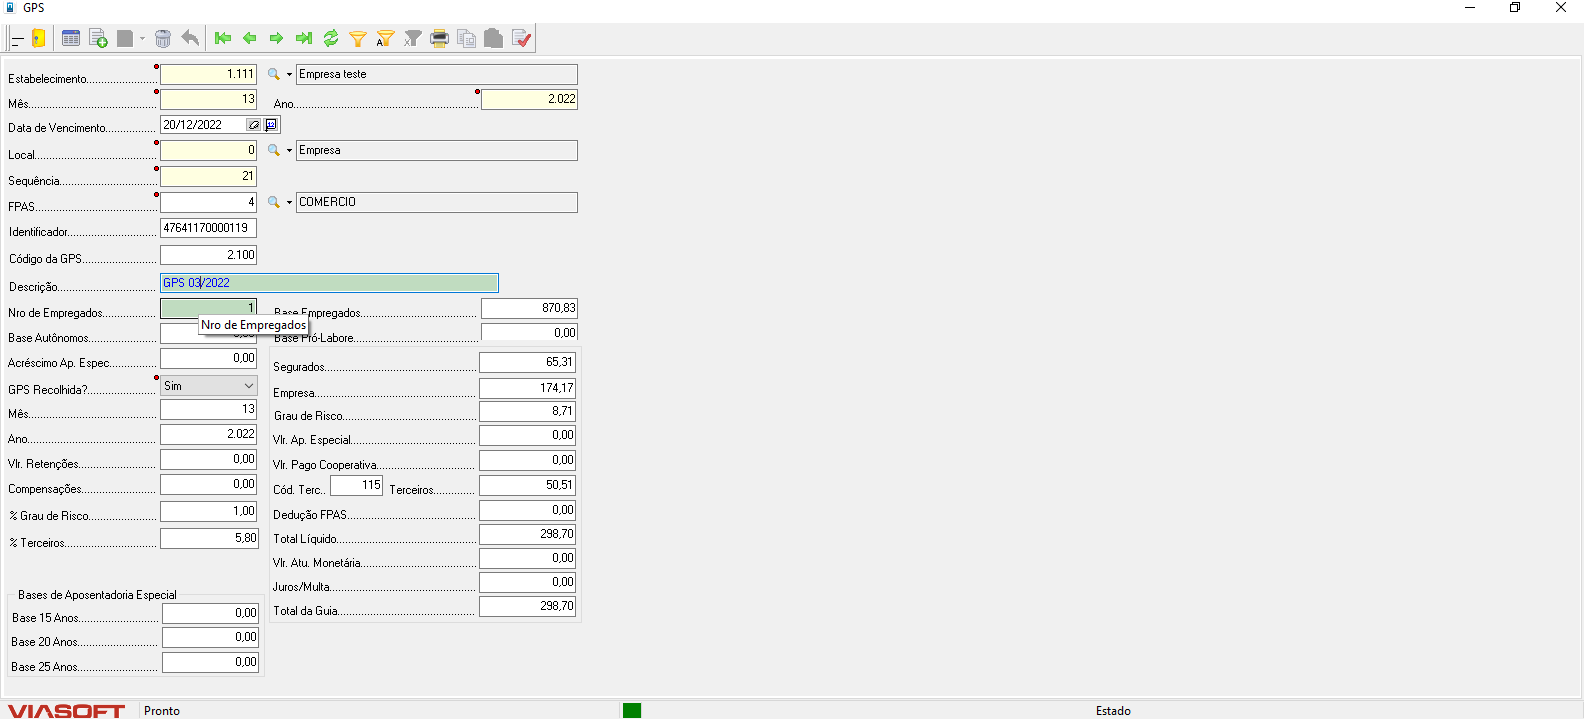 GPS
Estabelecimento 1.111 Empresa teste
Mês 13 Ano 2.022
Data de Vencimento 20/12/2022
Local 0 Empresa
Sequência 21
FPAS 4 COMERCIO
Identificador 47641170000119
Código da GPS 2.100
Descrição GPS 03/2022
Nro de Empregados 1 Base Empregados 870,83
Nro de Empregados
Base Autônomos Base Pró-Labore 0,00
Acréscimo Ap. Espec. 0,00 Segurados 65,31
GPS Recolhida? Sim Empresa 174,17
Mês 13 Grau de Risco 8,71
Ano 2.022 Vlr. Ap. Especial 0,00
Vlr. Retenções 0,00 Vlr. Pago Cooperativa 0,00
Compensações 0,00 Cód. Terc. 115 Terceiros 50,51
% Grau de Risco 1,00 Dedução FPAS 0,00
% Terceiros 5,80 Total Líquido 298,70
Vlr. Atu. Monetária 0,00
Juros/Multa 0,00
Bases de Aposentadoria Especial
Total da Guia 298,70
Base 15 Anos 0,00
Base 20 Anos 0,00
Base 25 Anos 0,00
VIASOFT Pronto Estado